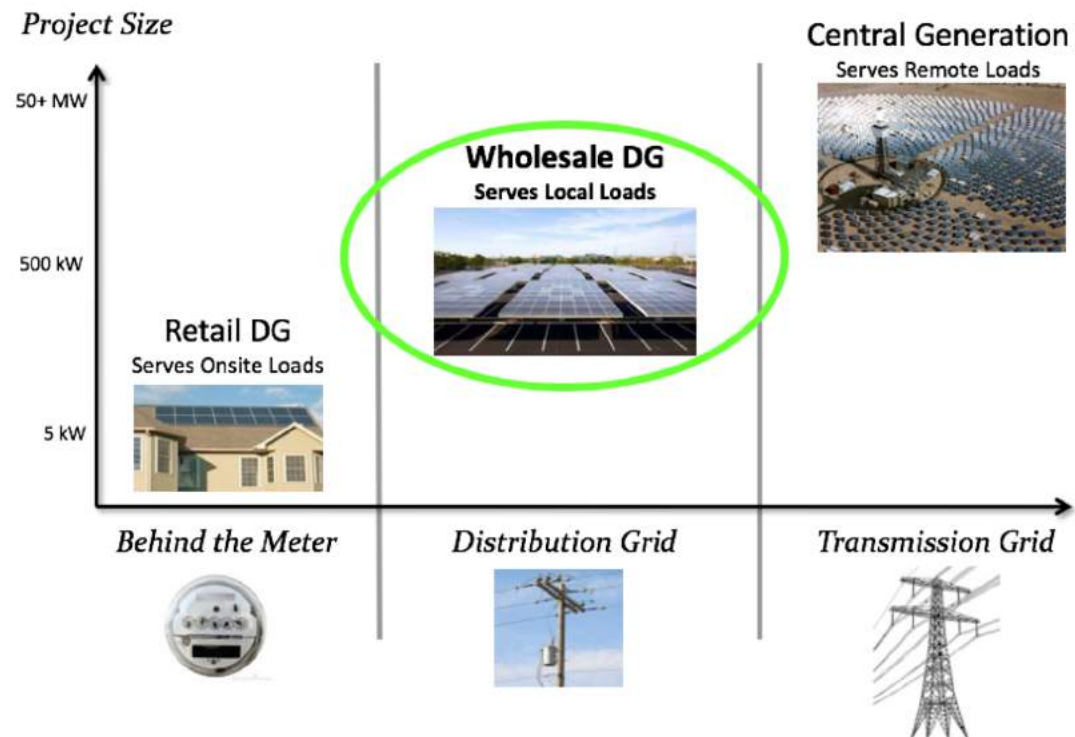 Project Size
Central Generation
Serves Remote Loads
50+ MW
Wholesale DG
Serves Local Loads
500 kW
Retail DG
Serves Onsite Loads
5 kW
Behind the Meter
Distribution Grid
Transmission Grid